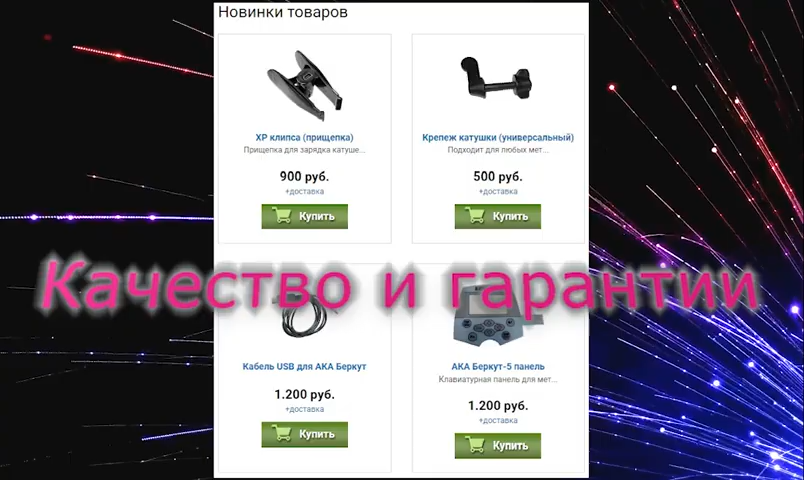 Новинки товаров
XP клипса (прищепка)
Прищепка для зарядка катуше...
900 руб.
+доставка
Купить
Крепеж катушки (универсальный)
Подходит для любых мет...
500 руб.
+доставка
Купить
Качество и гарантии
Кабель USB для АКА Беркут
1.200 руб.
+доставка
Купить
АКА Беркут-5 панель
Клавиатурная панель для мет...
1.200 руб.
+доставка
Купить